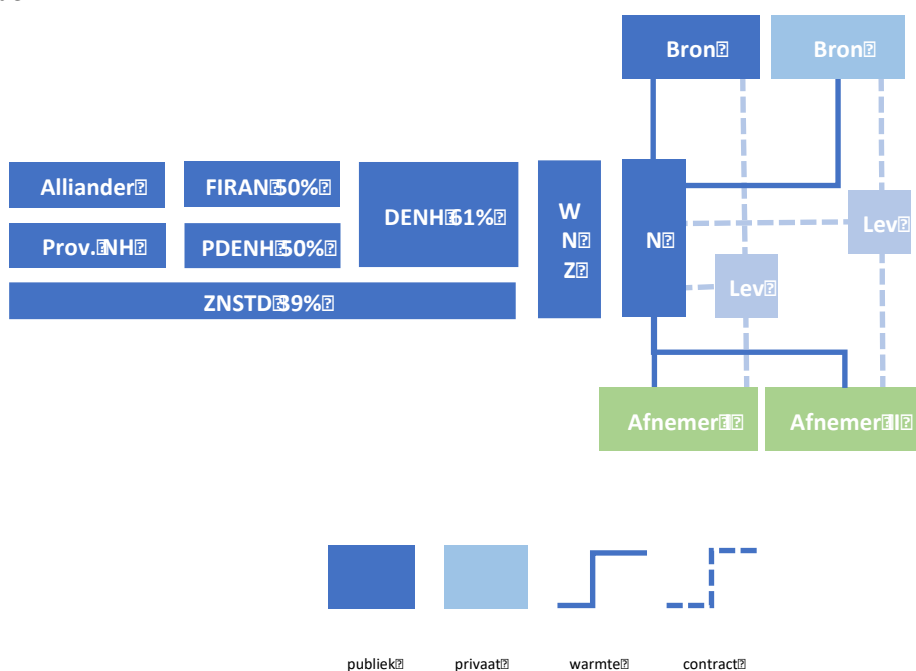 Bron
Bron
Alliander
FIRAN 50%
DENH 61%
W
N
Z
N
Lev
Prov. NH
PDENH 50%
Lev
ZNSTD 39%
Afnemer I
Afnemer II
publiek
privaat
warmte
contract